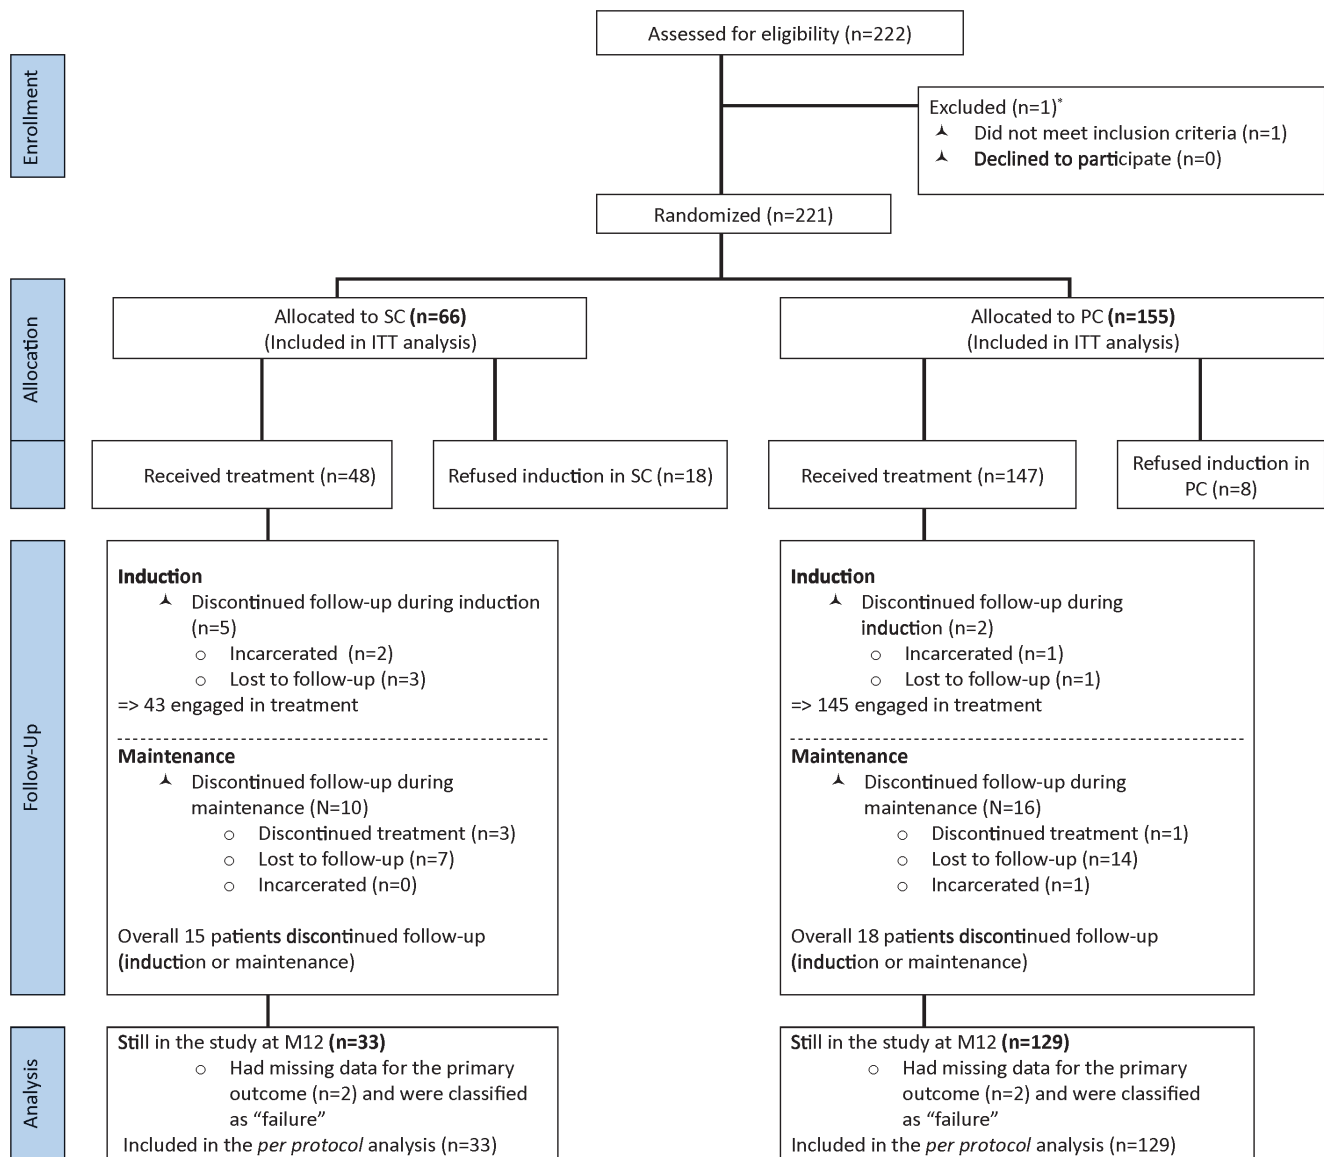 Assessed for eligibility (n=222)
Enrollment
Excluded (n=1)*
Did not meet inclusion criteria (n=1)
Declined to participate (n=0)
Randomized (n=221)
Allocation
Allocated to SC (n=66)
(Included in ITT analysis)
Allocated to PC (n=155)
(Included in ITT analysis)
Received treatment (n=48)
Refused induction in SC (n=18)
Received treatment (n=147)
Refused induction in
PC (n=8)
Follow-Up
Induction
Discontinued follow-up during induction
(n=5)
o Incarcerated (n=2)
o Lost to follow-up (n=3)
=> 43 engaged in treatment
Maintenance
Discontinued follow-up during
maintenance (N=10)
o Discontinued treatment (n=3)
o Lost to follow-up (n=7)
o Incarcerated (n=0)
Overall 15 patients discontinued follow-up
(induction or maintenance)
Induction
Discontinued follow-up during
induction (n=2)
o Incarcerated (n=1)
o Lost to follow-up (n=1)
=> 145 engaged in treatment
Maintenance
Discontinued follow-up during
maintenance (N=16)
o Discontinued treatment (n=1)
o Lost to follow-up (n=14)
o Incarcerated (n=1)
Overall 18 patients discontinued follow-up
(induction or maintenance)
Analysis
Still in the study at M12 (n=33)
o Had missing data for the primary
outcome (n=2) and were classified
as “failure”
Included in the per protocol analysis (n=33)
Still in the study at M12 (n=129)
o Had missing data for the primary
outcome (n=2) and were classified
as “failure”
Included in the per protocol analysis (n=129)